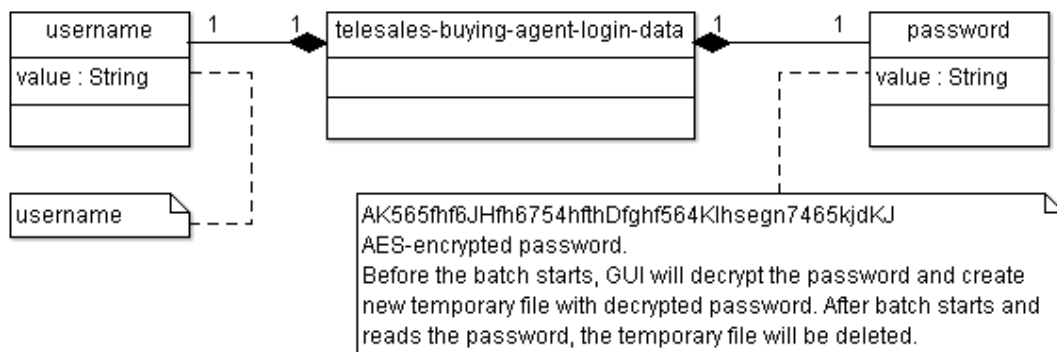 username
1
1
telesales-buying-agent-login-data
1
1
password
value : String
value : String
username
AK565fhf6JHfh6754hfthDfghf564KIhsegn7465kjdKJ
AES-encrypted password.
Before the batch starts, GUI will decrypt the password and create
new temporary file with decrypted password. After batch starts and
reads the password, the temporary file will be deleted.